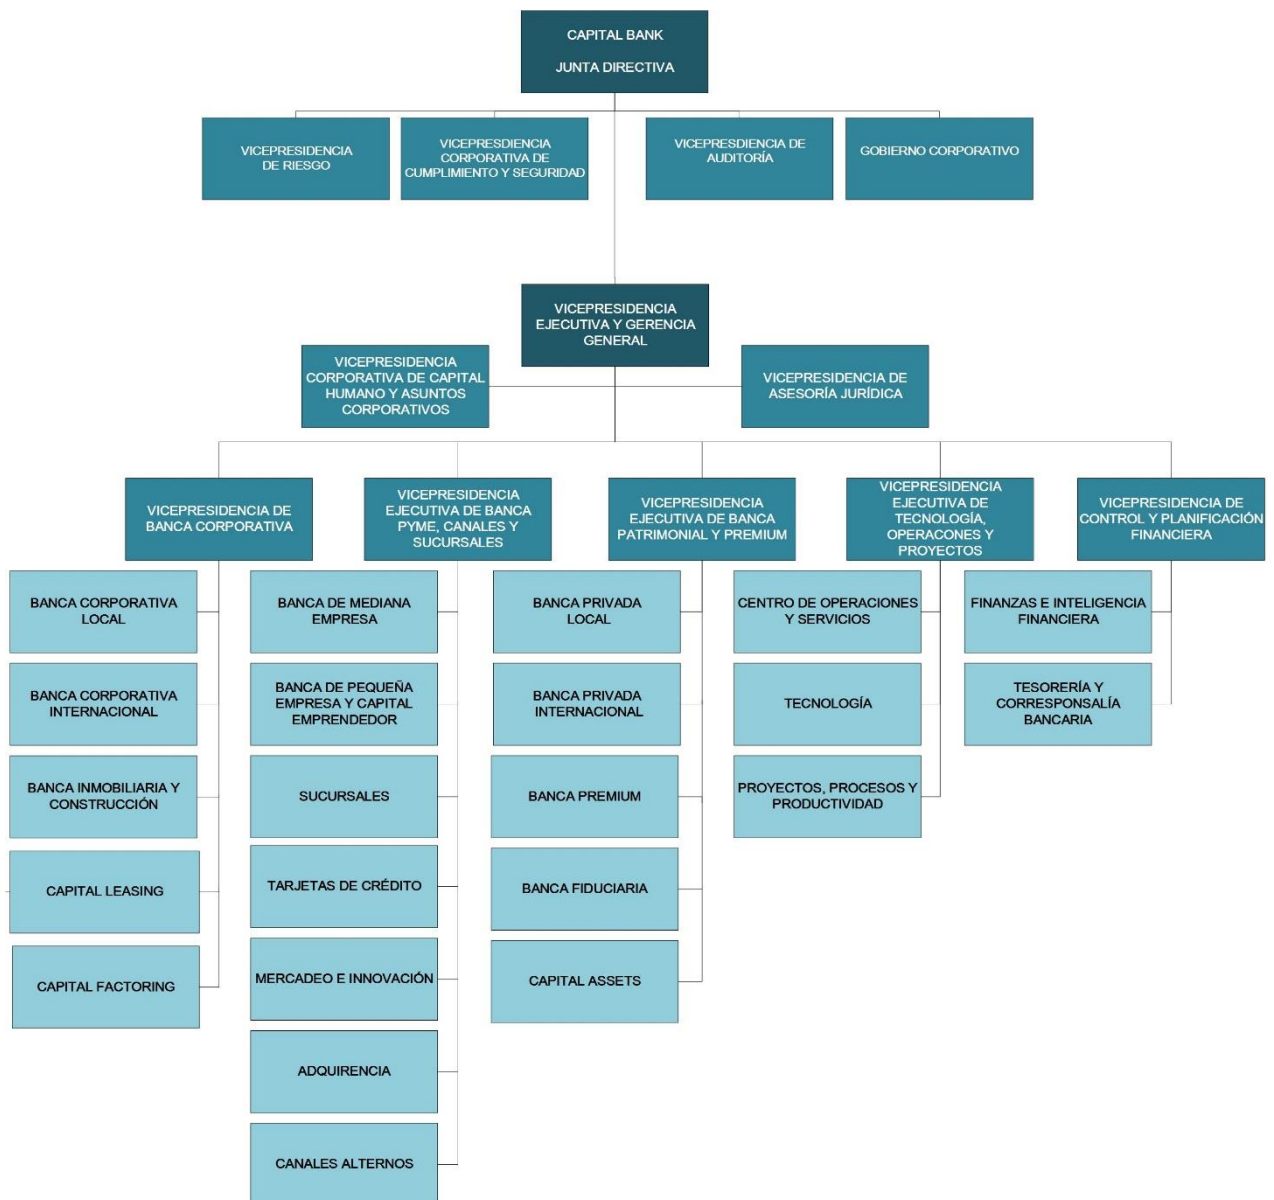 CAPITAL BANK
JUNTA DIRECTIVA
VICEPRESIDENCIA
DE RIESGO
VICEPRESDIENCIA
CORPORATIVA DE
CUMPLIMIENTO Y SEGURIDAD
VICEPRESDIENCIA DE
AUDITORÍA
GOBIERNO CORPORATIVO
VICEPRESIDENCIA
EJECUTIVA Y GERENCIA
GENERAL
VICEPRESIDENCIA
CORPORATIVA DE CAPITAL
HUMANO Y ASUNTOS
CORPORATIVOS
VICEPRESIDENCIA DE
ASESORÍA JURÍDICA
VICEPRESIDENCIA DE
BANCA CORPORATIVA
VICEPRESIDENCIA
EJECUTIVA DE BANCA
PYME, CANALES Y
SUCURSALES
VICEPRESIDENCIA
EJECUTIVA DE BANCA
PATRIMONIAL Y PREMIUM
VICEPRESIDENCIA
EJECUTIVA DE
TECNOLOGÍA,
OPERACONES Y
PROYECTOS
VICEPRESIDENCIA DE
CONTROL Y PLANIFICACIÓN
FINANCIERA
BANCA CORPORATIVA
LOCAL
BANCA CORPORATIVA
INTERNACIONAL
BANCA INMOBILIARIA Y
CONSTRUCCIÓN
CAPITAL LEASING
CAPITAL FACTORING
BANCA DE MEDIANA
EMPRESA
BANCA DE PEQUEÑA
EMPRESA Y CAPITAL
EMPRENDEDOR
SUCURSALES
TARJETAS DE CRÉDITO
MERCADEO E INNOVACIÓN
ADQUIRENCIA
CANALES ALTERNOS
BANCA PRIVADA
LOCAL
BANCA PRIVADA
INTERNACIONAL
BANCA PREMIUM
BANCA FIDUCIARIA
CAPITAL ASSETS
CENTRO DE OPERACIONES
Y SERVICIOS
TECNOLOGÍA
PROYECTOS, PROCESOS Y
PRODUCTIVIDAD
FINANZAS E INTELIGENCIA
FINANCIERA
TESORERÍA Y
CORRESPONSALÍA
BANCARIA